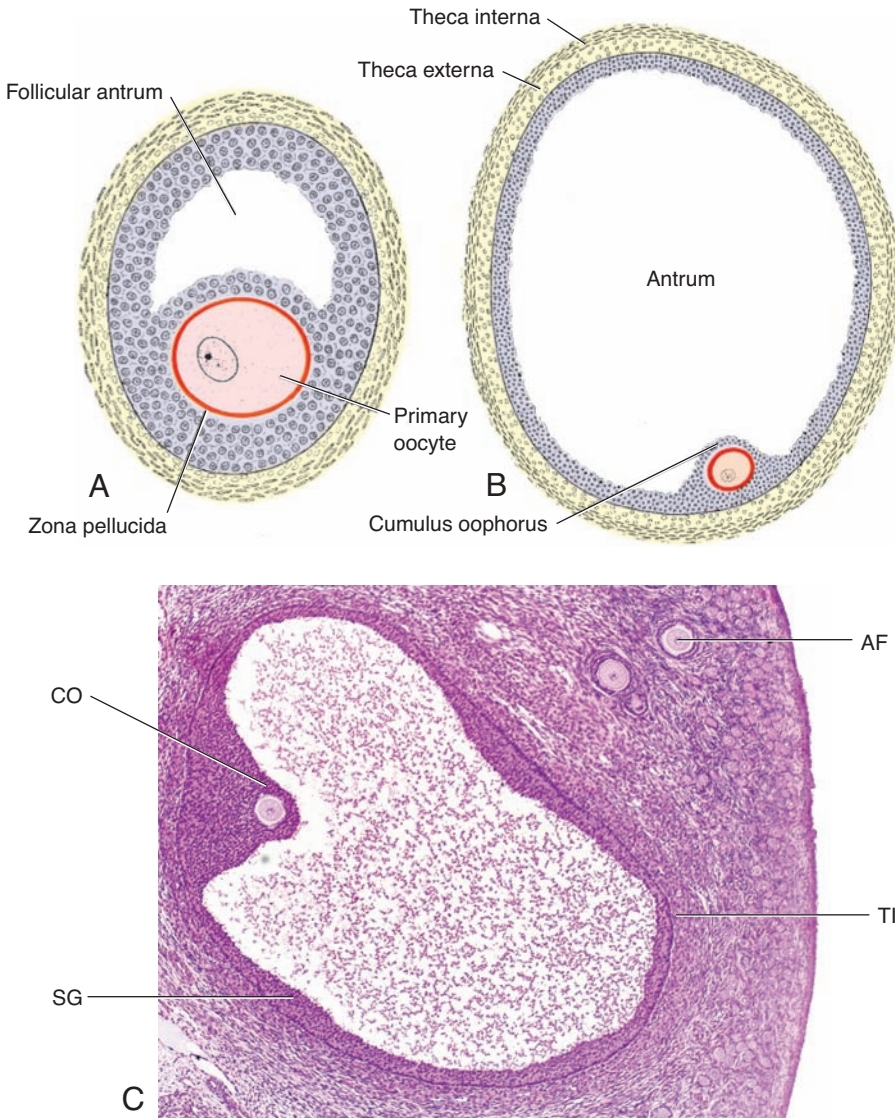 Theca interna
Theca externa
Follicular antrum
Antrum
Primary
oocyte
A
B
Zona pellucida
Cumulus oophorus
AF
CO
TI
SG
C